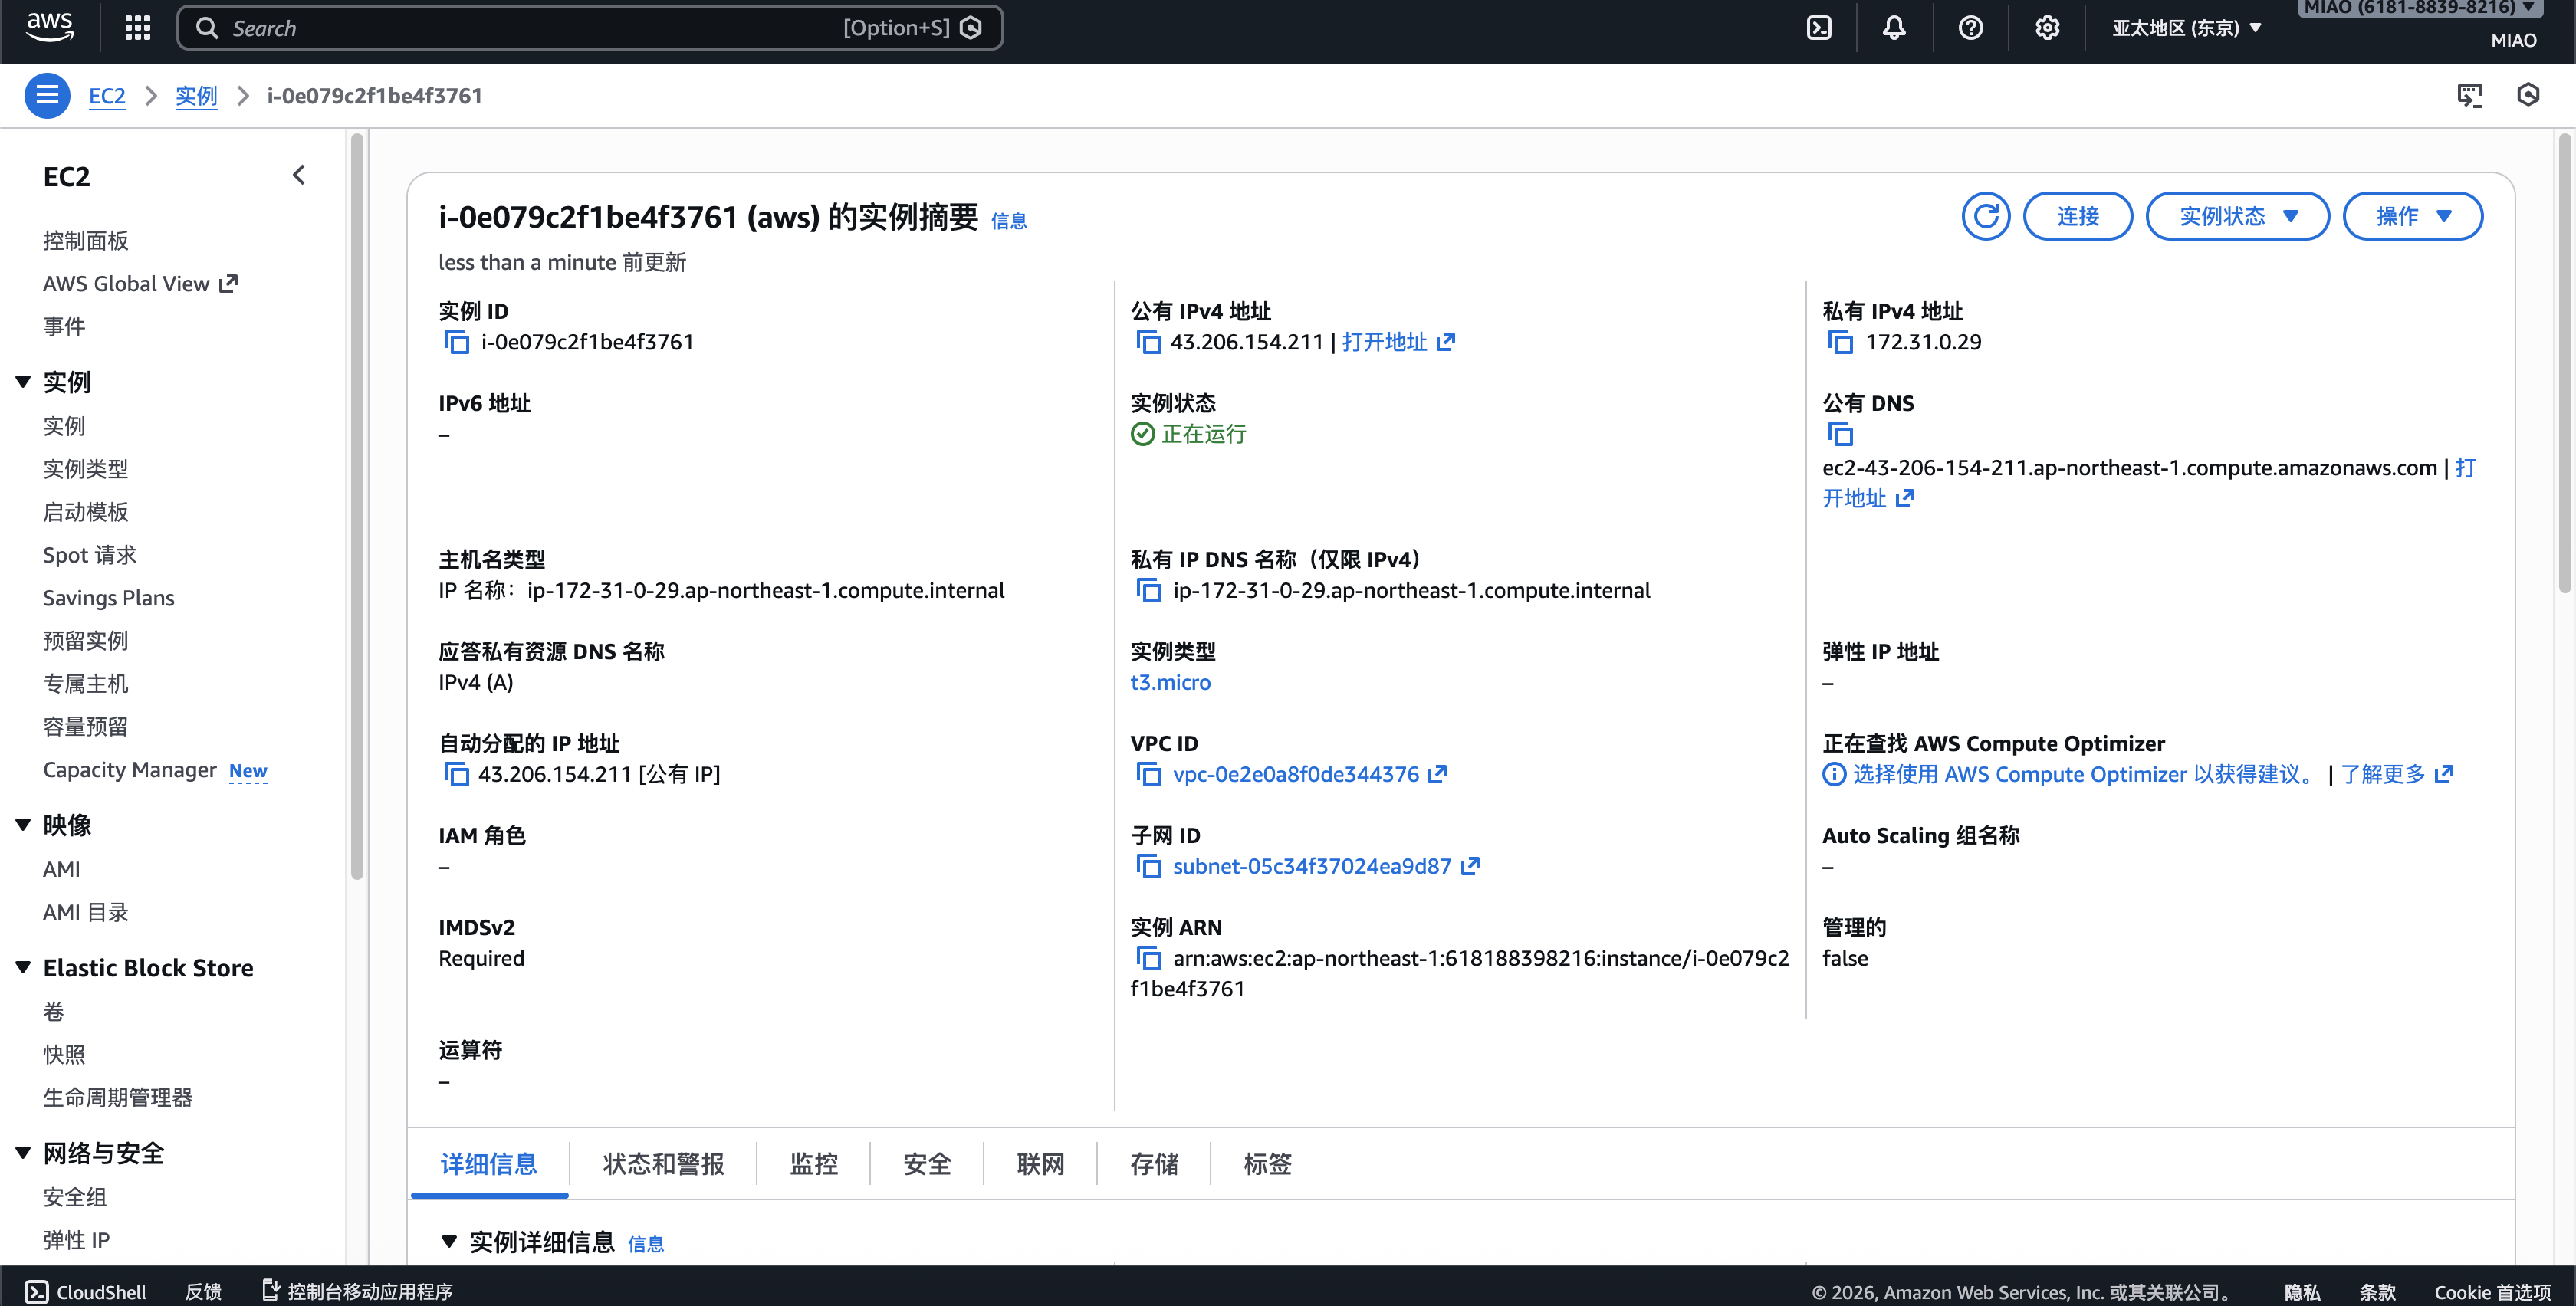 aws
Search [Option+S]
亚太地区 (东京)
MIAO (6181-8839-8216)
MIAO
EC2
实例
i-0e079c2f1be4f3761
EC2
控制面板
AWS Global View
事件
实例
实例
实例类型
启动模板
Spot 请求
Savings Plans
预留实例
专属主机
容量预留
Capacity Manager New
映像
AMI
AMI 目录
Elastic Block Store
卷
快照
生命周期管理器
网络与安全
安全组
弹性 IP
i-0e079c2f1be4f3761 (aws) 的实例摘要 信息
less than a minute 前更新
连接
实例状态
操作
实例 ID
i-0e079c2f1be4f3761
公有 IPv4 地址
43.206.154.211 | 打开地址
私有 IPv4 地址
172.31.0.29
IPv6 地址
–
实例状态
正在运行
公有 DNS
ec2-43-206-154-211.ap-northeast-1.compute.amazonaws.com | 打
开地址
主机名类型
IP 名称：ip-172-31-0-29.ap-northeast-1.compute.internal
私有 IP DNS 名称（仅限 IPv4）
ip-172-31-0-29.ap-northeast-1.compute.internal
应答私有资源 DNS 名称
IPv4 (A)
实例类型
t3.micro
弹性 IP 地址
–
自动分配的 IP 地址
43.206.154.211 [公有 IP]
VPC ID
vpc-0e2e0a8f0de344376
正在查找 AWS Compute Optimizer
选择使用 AWS Compute Optimizer 以获得建议。 | 了解更多
IAM 角色
–
子网 ID
subnet-05c34f37024ea9d87
Auto Scaling 组名称
–
IMDSv2
Required
实例 ARN
arn:aws:ec2:ap-northeast-1:618188398216:instance/i-0e079c2
f1be4f3761
管理的
false
运算符
–
详细信息
状态和警报
监控
安全
联网
存储
标签
实例详细信息 信息
CloudShell
反馈
控制台移动应用程序
© 2026, Amazon Web Services, Inc. 或其关联公司。
隐私
条款
Cookie 首选项